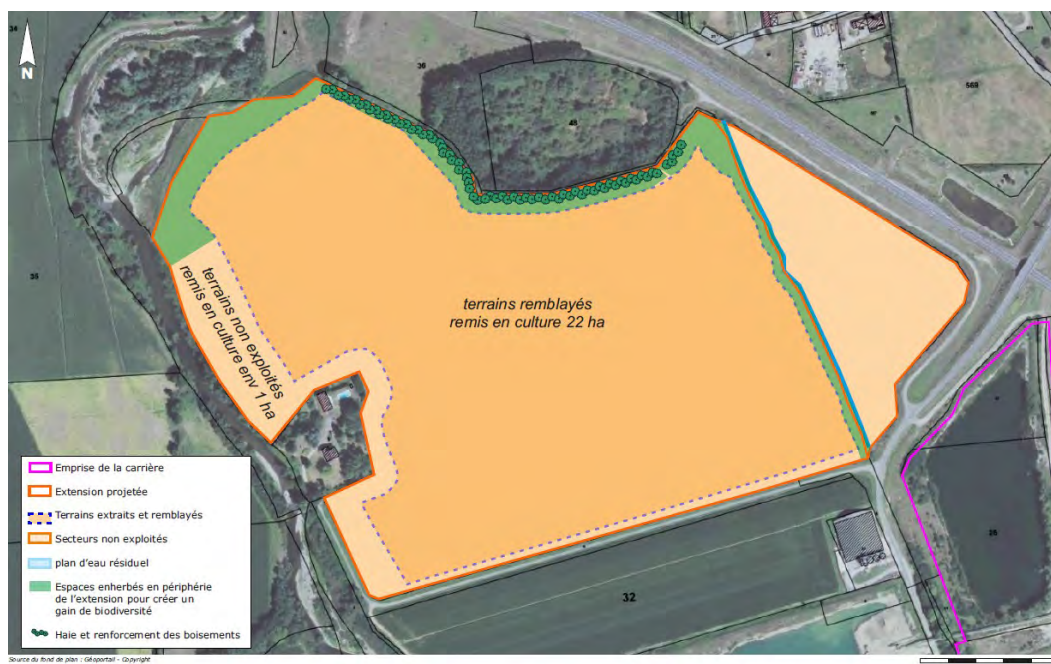 34
N
36
48
569
35
terrains remblayés
remis en culture 22 ha
terrains non exploités
remis en culture env 1 ha
32
Emprise de la carrière
Extension projetée
Terrains extraits et remblayés
Secteurs non exploités
plan d'eau résiduel
Espaces enherbés en périphérie
de l'extension pour créer un
gain de biodiversité
Haie et renforcement des boisements
Source du fond de plan : Géoportail - Copyright